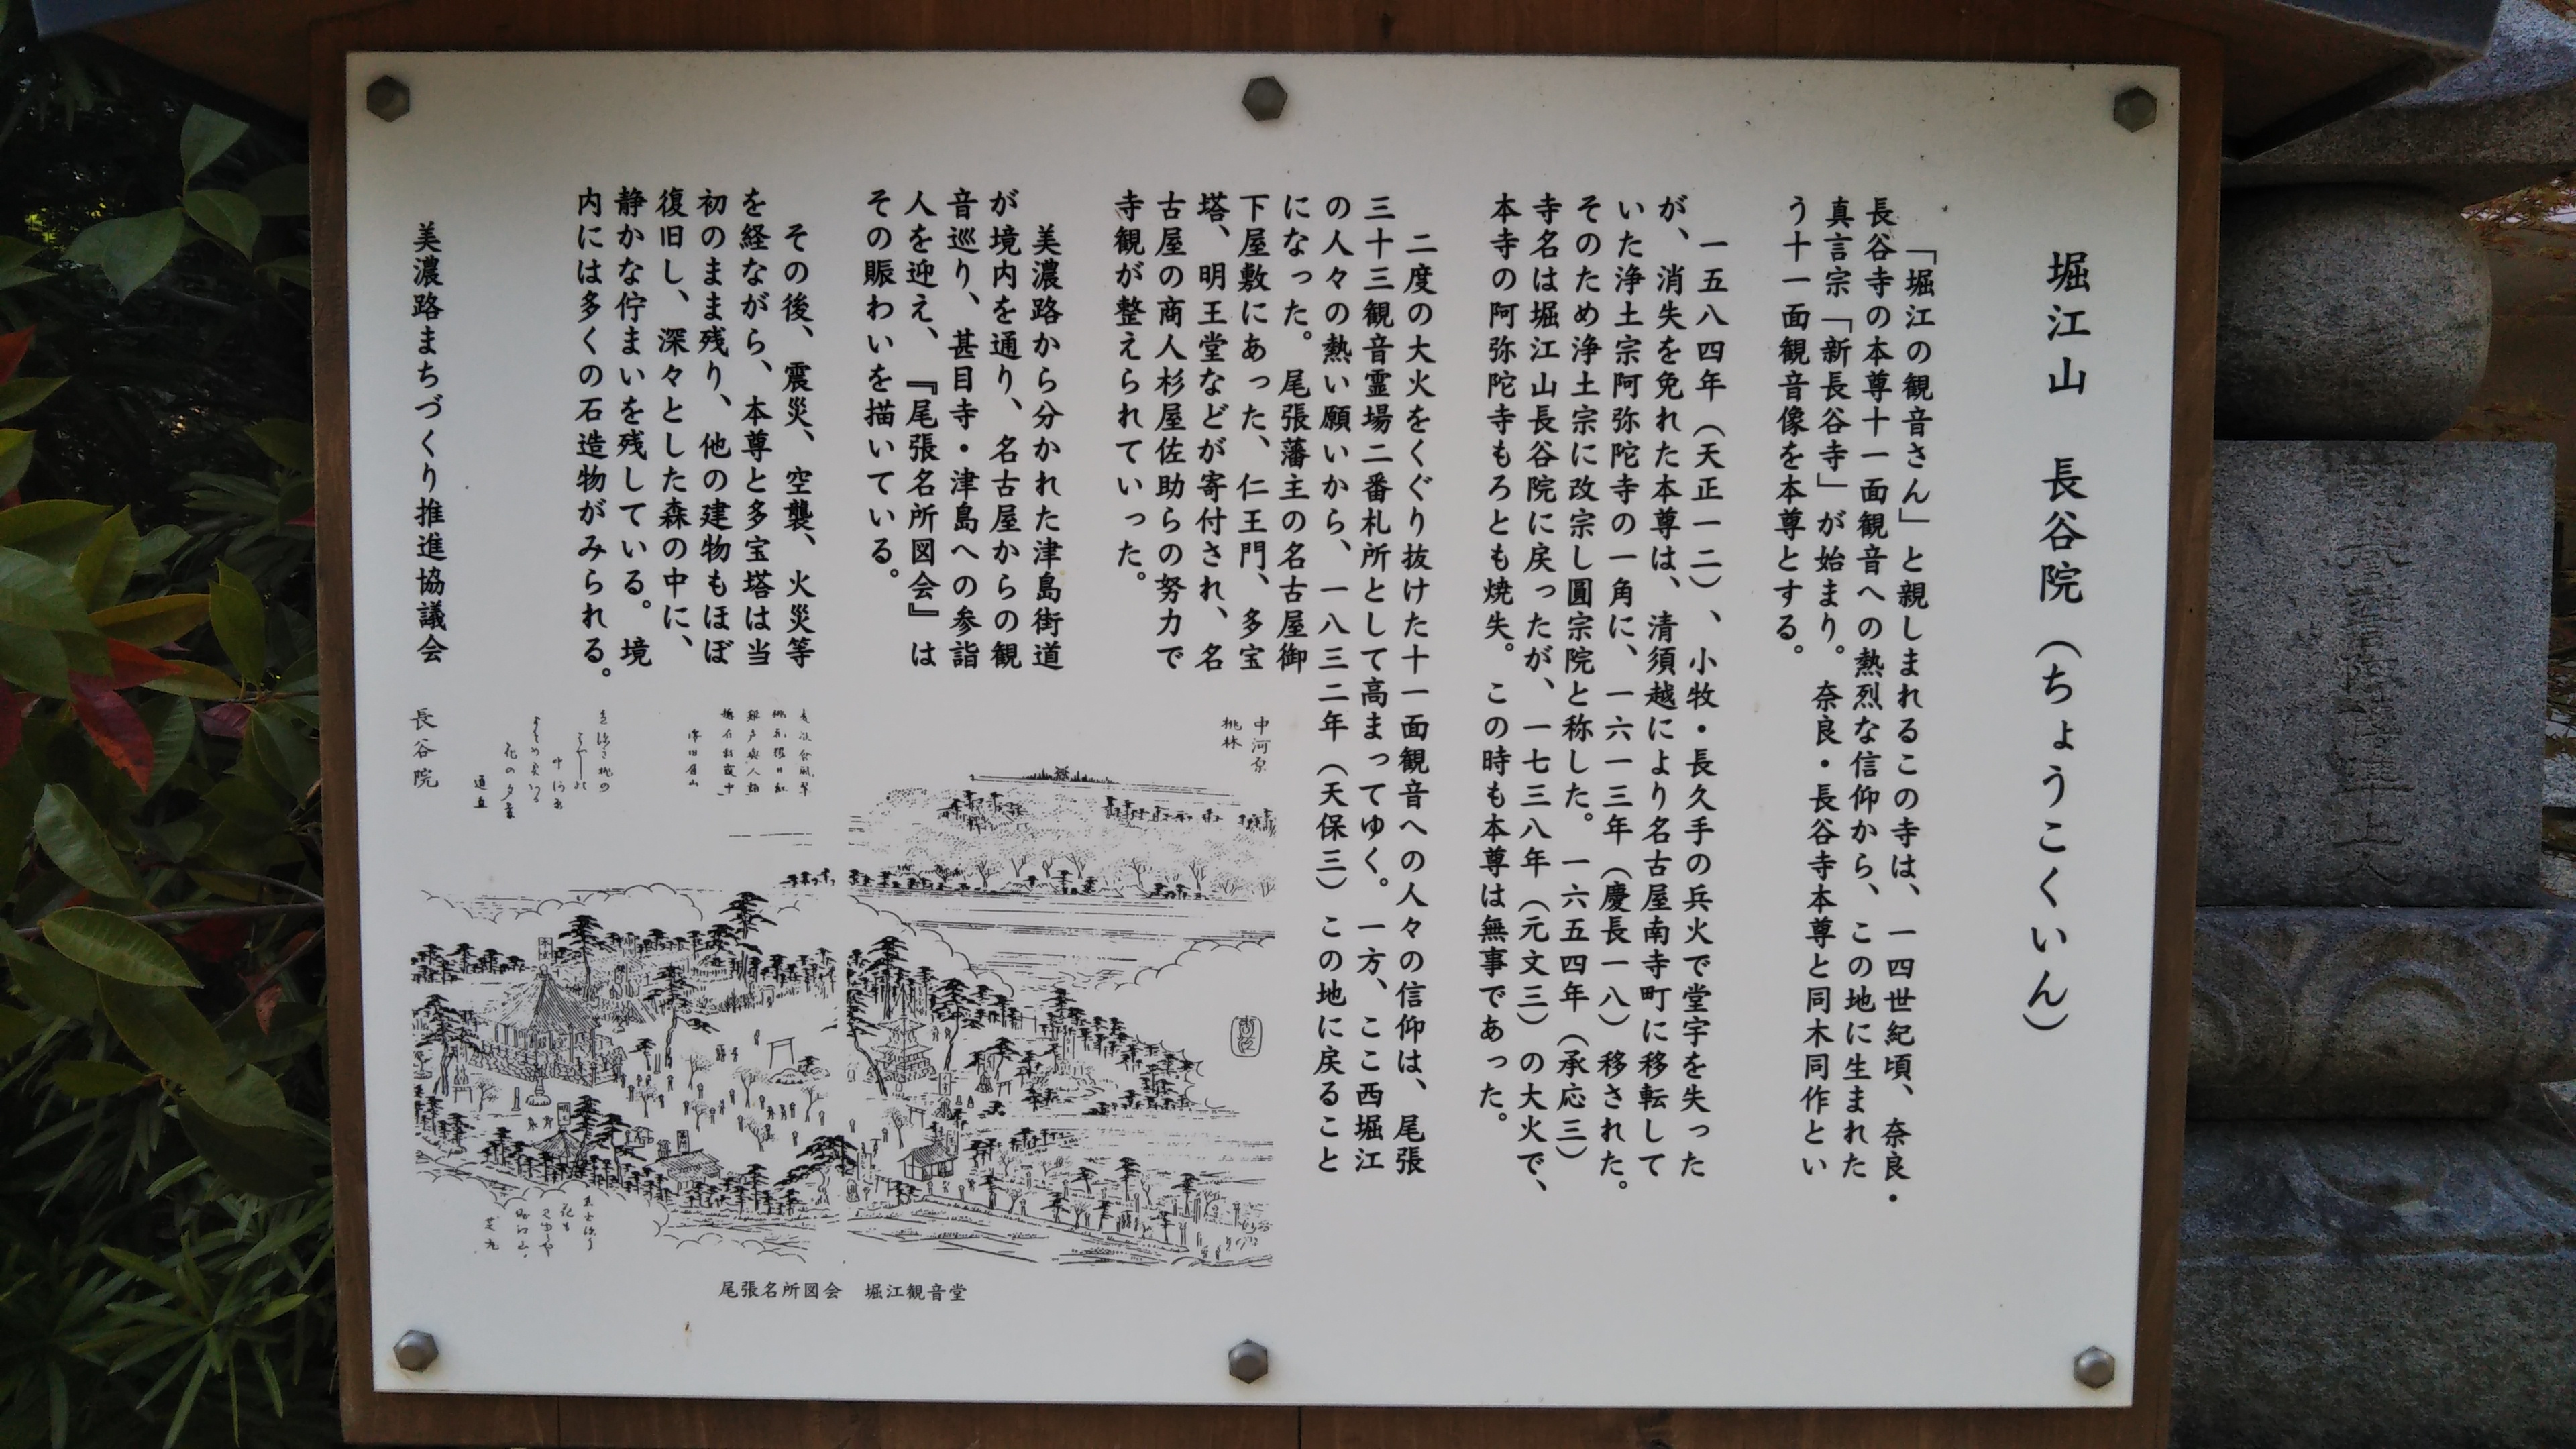 堀江山　長谷院（ちょうこくいん）
「堀江の観音さん」と親しまれるこの寺は、一四世紀頃、奈良・
長谷寺の本尊十一面観音への熱烈な信仰から、この地に生まれた
真言宗「新長谷寺」が始まり。奈良・長谷寺本尊と同木同作とい
う十一面観音像を本尊とする。
一五八四年（天正一二）、小牧・長久手の兵火で堂宇を失った
が、消失を免れた本尊は、清須越により名古屋南寺町に移転して
いた浄土宗阿弥陀寺の一角に、一六一三年（慶長一八）移された。
そのため浄土宗に改宗し圓宗院と称した。一六五四年（承応三）
寺名は堀江山長谷院に戻ったが、一七三八年（元文三）の大火で、
本寺の阿弥陀寺もろとも焼失。この時も本尊は無事であった。
二度の大火をくぐり抜けた十一面観音への人々の信仰は、尾張
三十三観音霊場二番札所として高まってゆく。一方、ここ西堀江
の人々の熱い願いから、一八三二年（天保三）この地に戻ること
になった。尾張藩主の名古屋御
下屋敷にあった、仁王門、多宝
塔、明王堂などが寄付され、名
古屋の商人杉屋佐助らの努力で
寺観が整えられていった。
美濃路から分かれた津島街道
が境内を通り、名古屋からの観
音巡り、甚目寺・津島への参詣
人を迎え、『尾張名所図会』は
その賑わいを描いている。
その後、震災、空襲、火災等
を経ながら、本尊と多宝塔は当
初のまま残り、他の建物もほぼ
復旧し、深々とした森の中に、
静かな佇まいを残している。境
内には多くの石造物がみられる。
美濃路まちづくり推進協議会　長谷院
中河原
桃林
尾張名所図会　堀江観音堂